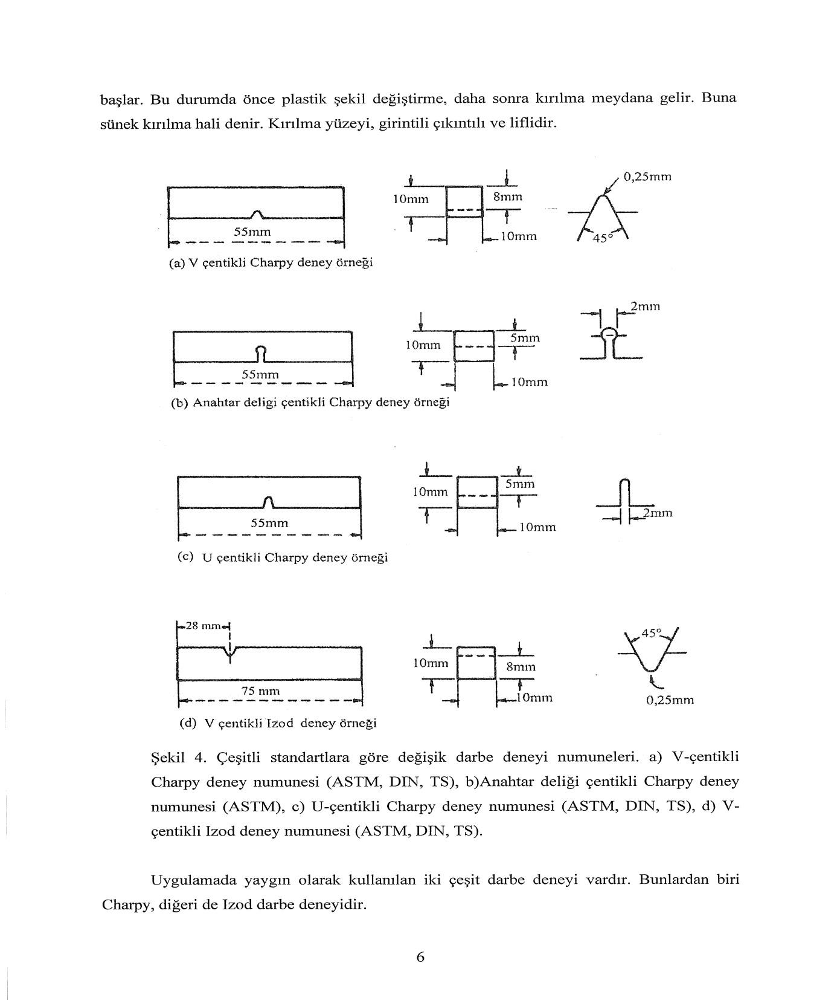 başlar. Bu durumda önce plastik şekil değiştirme, daha sonra kırılma meydana gelir. Buna
sünek kırılma hali denir. Kırılma yüzeyi, girintili çıkıntılı ve liflidir.
0,25mm
10mm
8mm
55mm
10mm
45°
(a) V çentikli Charpy deney örneği
2mm
5mm
10mm
55mm
10mm
(b) Anahtar deligi çentikli Charpy deney örneği
5mm
10mm
2mm
55mm
10mm
(c) U çentikli Charpy deney örneği
28 mm
45°
10mm
8mm
75 mm
10mm
0,25mm
(d) V çentikli Izod deney örneği
Şekil 4. Çeşitli standartlara göre değişik darbe deneyi numuneleri. a) V-çentikli
Charpy deney numunesi (ASTM, DIN, TS), b)Anahtar deliği çentikli Charpy deney
numunesi (ASTM), c) U-çentikli Charpy deney numunesi (ASTM, DIN, TS), d) V-
çentikli Izod deney numunesi (ASTM, DIN, TS).
Uygulamada yaygın olarak kullanılan iki çeşit darbe deneyi vardır. Bunlardan biri
Charpy, diğeri de Izod darbe deneyidir.
6